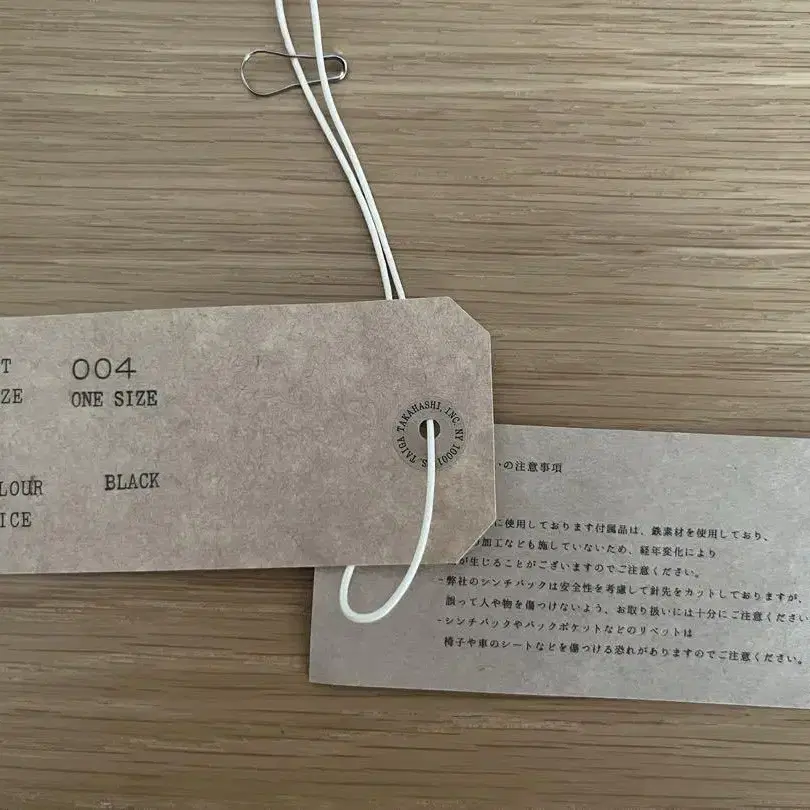 T 004
ZE ONE SIZE
LOUR BLACK
ICE
TAIGA TAKAHASHI, INC. NY 1000
の注意事項
に使用しております付属品は、鉄素材を使用しており、
加工なども施していないため、経年変化により
が生じることがございますのでご注意ください。
-弊社のシンチバックは安全性を考慮して針先をカットしておりますが、
誤って人や物を傷つけないよう、お取り扱いには十分にご注意ください
-シンチバックやバックポケットなどのリベットは
椅子や車のシートなどを傷つける恐れがありますのでご注意ください。